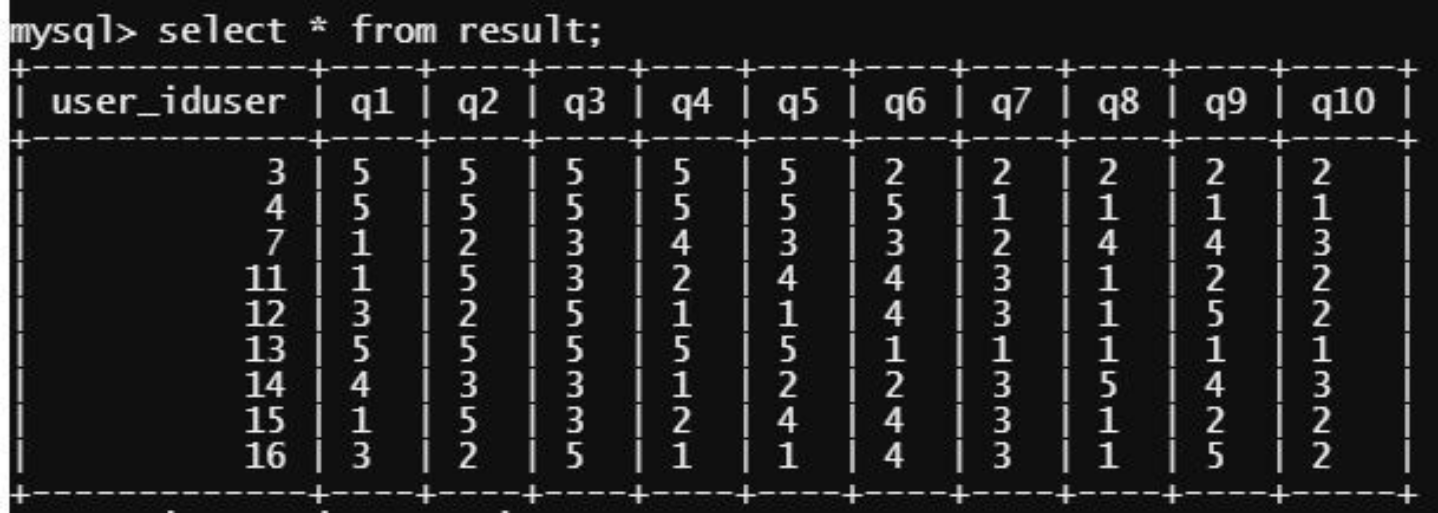 mysql> select * from result;
+--------------+----+----+----+----+----+----+----+----+----+-----+
| user_iduser | q1 | q2 | q3 | q4 | q5 | q6 | q7 | q8 | q9 | q10 |
+--------------+----+----+----+----+----+----+----+----+----+-----+
| 3 | 5 | 5 | 5 | 5 | 5 | 2 | 2 | 2 | 2 | 2 |
| 4 | 5 | 5 | 5 | 5 | 5 | 5 | 1 | 1 | 1 | 1 |
| 7 | 1 | 2 | 3 | 4 | 3 | 3 | 2 | 4 | 4 | 3 |
| 11 | 1 | 5 | 3 | 2 | 4 | 4 | 3 | 1 | 2 | 2 |
| 12 | 3 | 2 | 5 | 1 | 1 | 4 | 3 | 1 | 5 | 2 |
| 13 | 5 | 5 | 5 | 5 | 5 | 1 | 1 | 1 | 1 | 1 |
| 14 | 4 | 3 | 3 | 1 | 2 | 2 | 3 | 5 | 4 | 3 |
| 15 | 1 | 5 | 3 | 2 | 4 | 4 | 3 | 1 | 2 | 2 |
| 16 | 3 | 2 | 5 | 1 | 1 | 4 | 3 | 1 | 5 | 2 |
+--------------+----+----+----+----+----+----+----+----+----+-----+